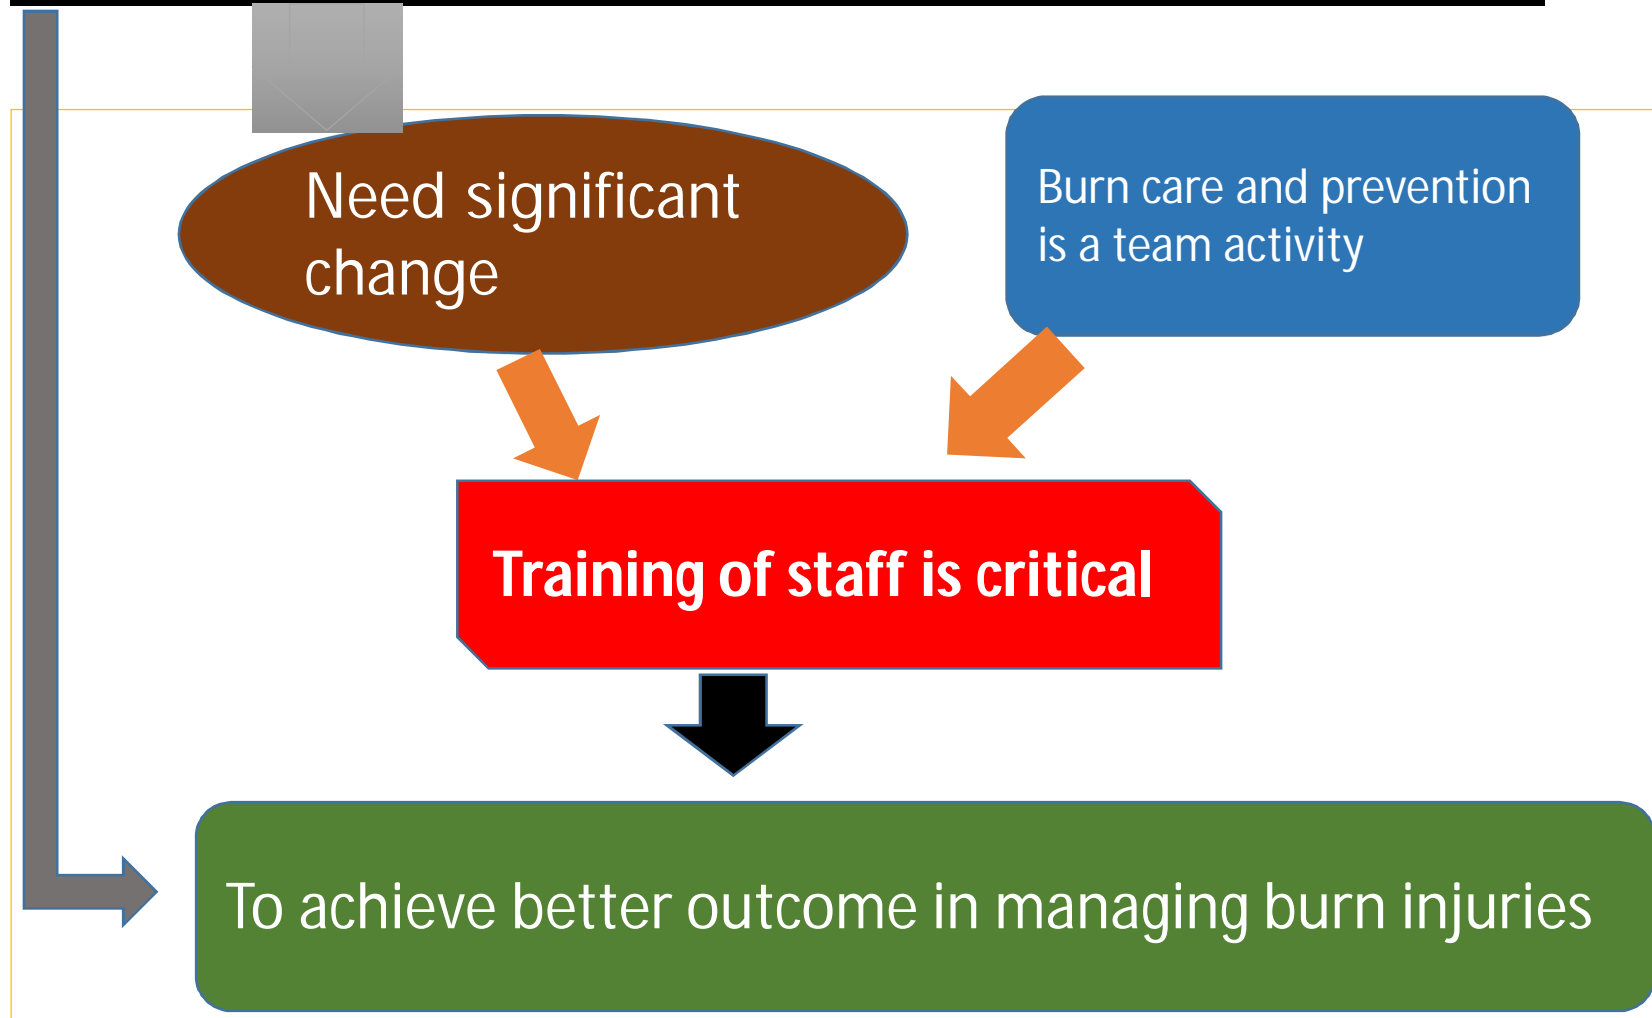 Need significant
change
Burn care and prevention
is a team activity
Training of staff is critical
To achieve better outcome in managing burn injuries